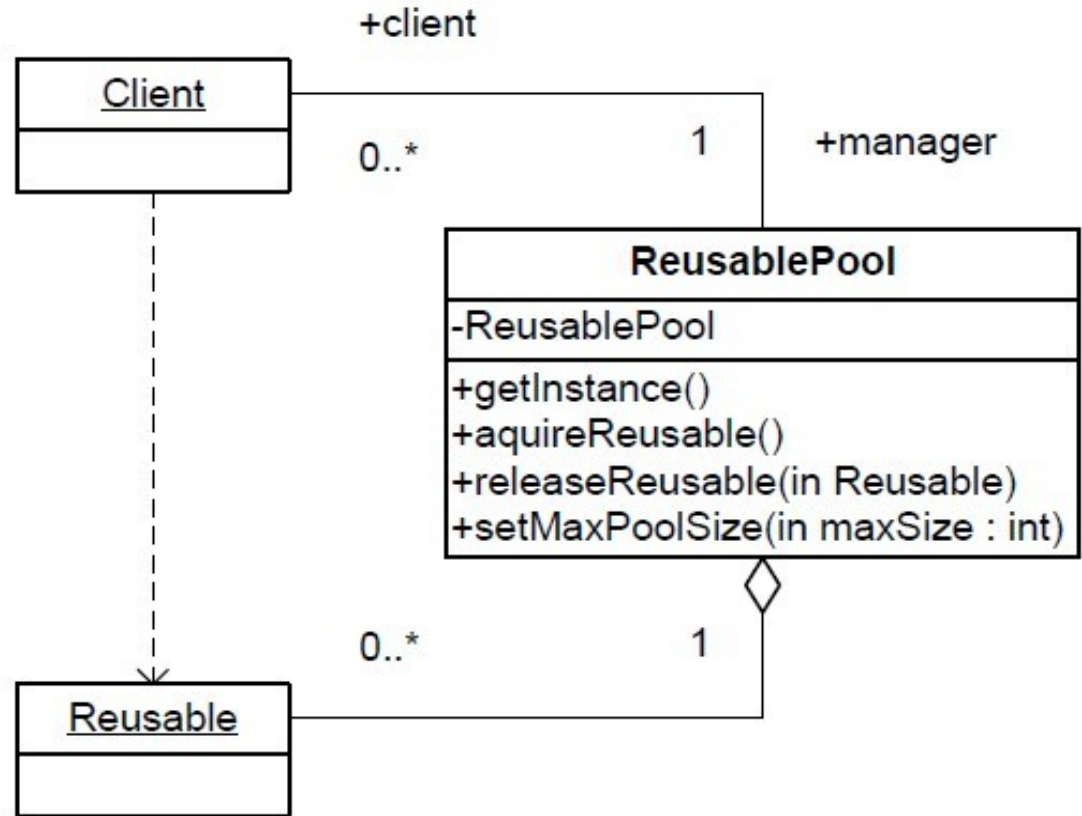 +client
Client
0..*
1
+manager
ReusablePool
-ReusablePool
+getInstance()
+aquireReusable()
+releaseReusable(in Reusable)
+setMaxPoolSize(in maxSize : int)
0..*
1
Reusable